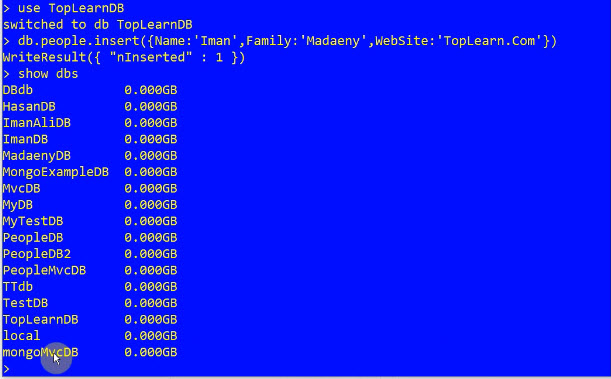 > use TopLearnDB
switched to db TopLearnDB
> db.people.insert({Name:'Iman',Family:'Madaeny',WebSite:'TopLearn.Com'})
WriteResult({ "nInserted" : 1 })
> show dbs
DBdb 0.000GB
HasanDB 0.000GB
ImanAliDB 0.000GB
ImanDB 0.000GB
MadaenyDB 0.000GB
MongoExampleDB 0.000GB
MvcDB 0.000GB
MyDB 0.000GB
MyTestDB 0.000GB
PeopleDB 0.000GB
PeopleDB2 0.000GB
PeopleMvcDB 0.000GB
TTdb 0.000GB
TestDB 0.000GB
TopLearnDB 0.000GB
local 0.000GB
mongoMvcDB 0.000GB
>